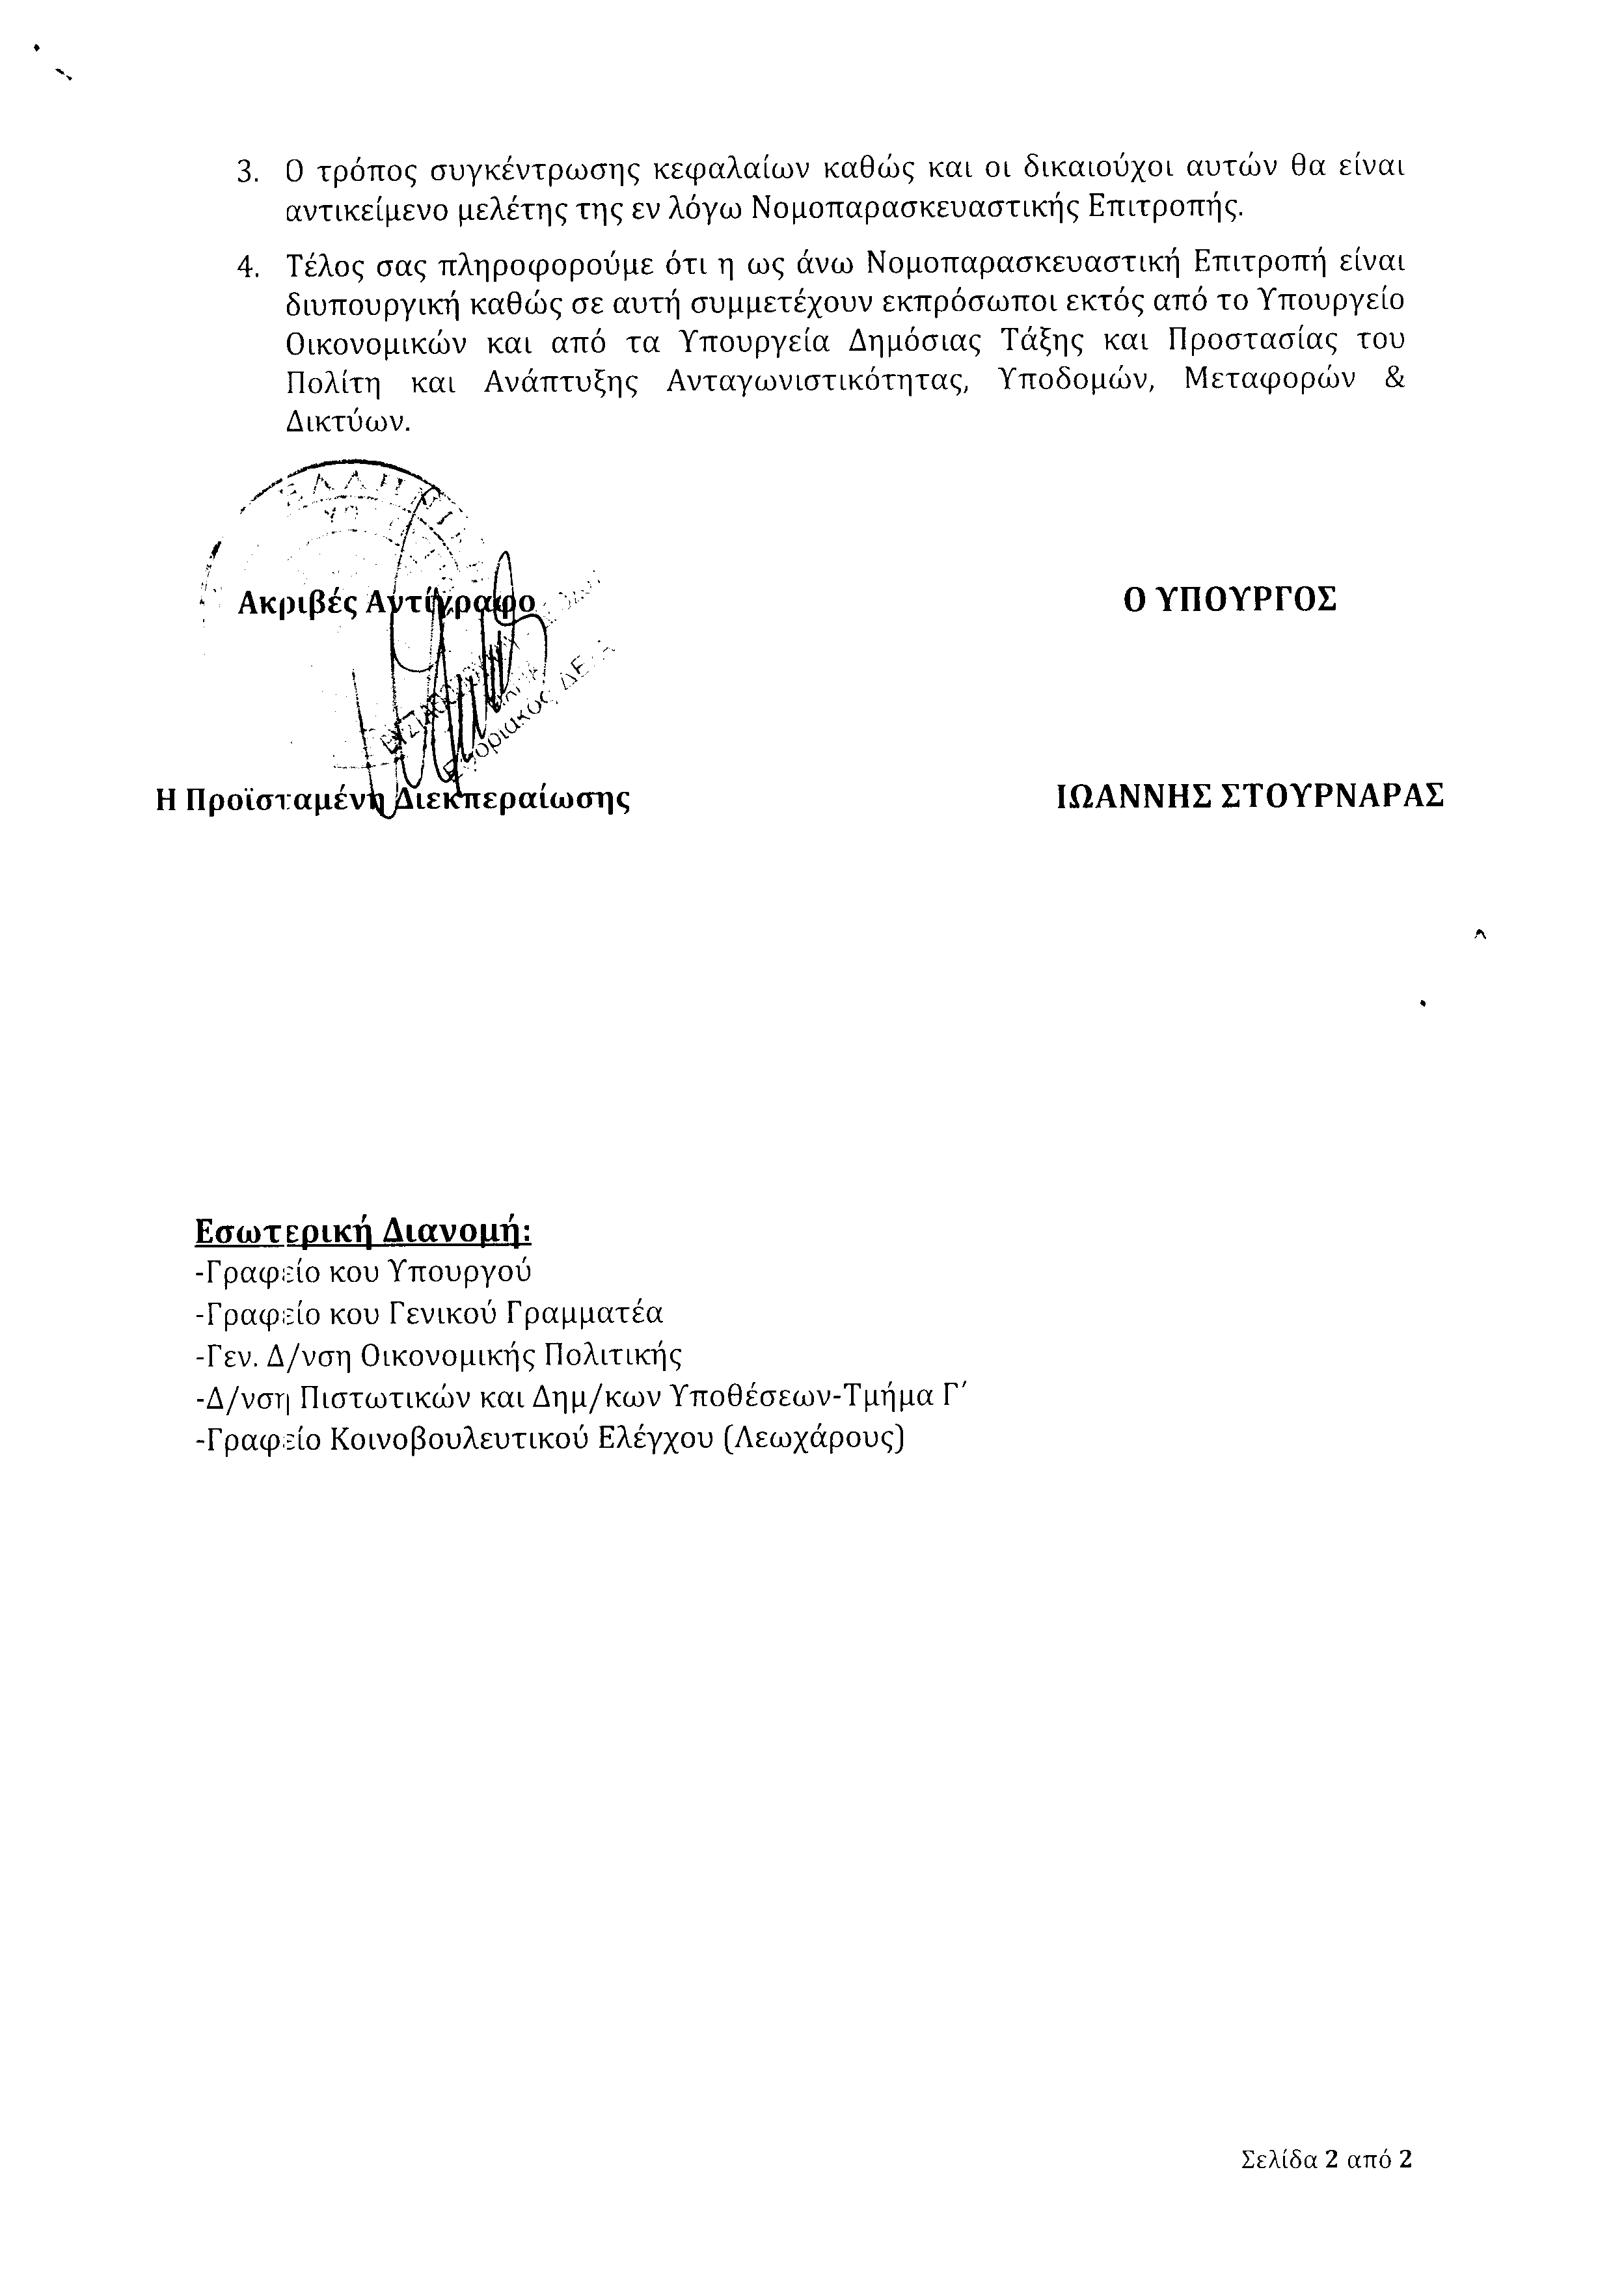 3. Ο τρόπος συγκέντρωσης κεφαλαίων καθώς και οι δικαιούχοι αυτών θα είναι
αντικείμενο μελέτης της εν λόγω Νομοπαρασκευαστικής Επιτροπής.
4. Τέλος σας πληροφορούμε ότι η ως άνω Νομοπαρασκευαστική Επιτροπή είναι
διυπουργική καθώς σε αυτή συμμετέχουν εκπρόσωποι εκτός από το Υπουργείο
Οικονομικών και από τα Υπουργεία Δημόσιας Τάξης και Προστασίας του
Πολίτη και Ανάπτυξης Ανταγωνιστικότητας, Υποδομών, Μεταφορών &
Δικτύων.
Ακριβές Αντίγραφο
Ο ΥΠΟΥΡΓΟΣ
Η Προϊσταμένη Διεκπεραίωσης
ΙΩΑΝΝΗΣ ΣΤΟΥΡΝΑΡΑΣ
Εσωτερική Διανομή:
-Γραφείο κου Υπουργού
-Γραφείο κου Γενικού Γραμματέα
-Γεν. Δ/νση Οικονομικής Πολιτικής
-Δ/νση Πιστωτικών και Δημ/κων Υποθέσεων-Τμήμα Γ΄
-Γραφείο Κοινοβουλευτικού Ελέγχου (Λεωχάρους)
Σελίδα 2 από 2